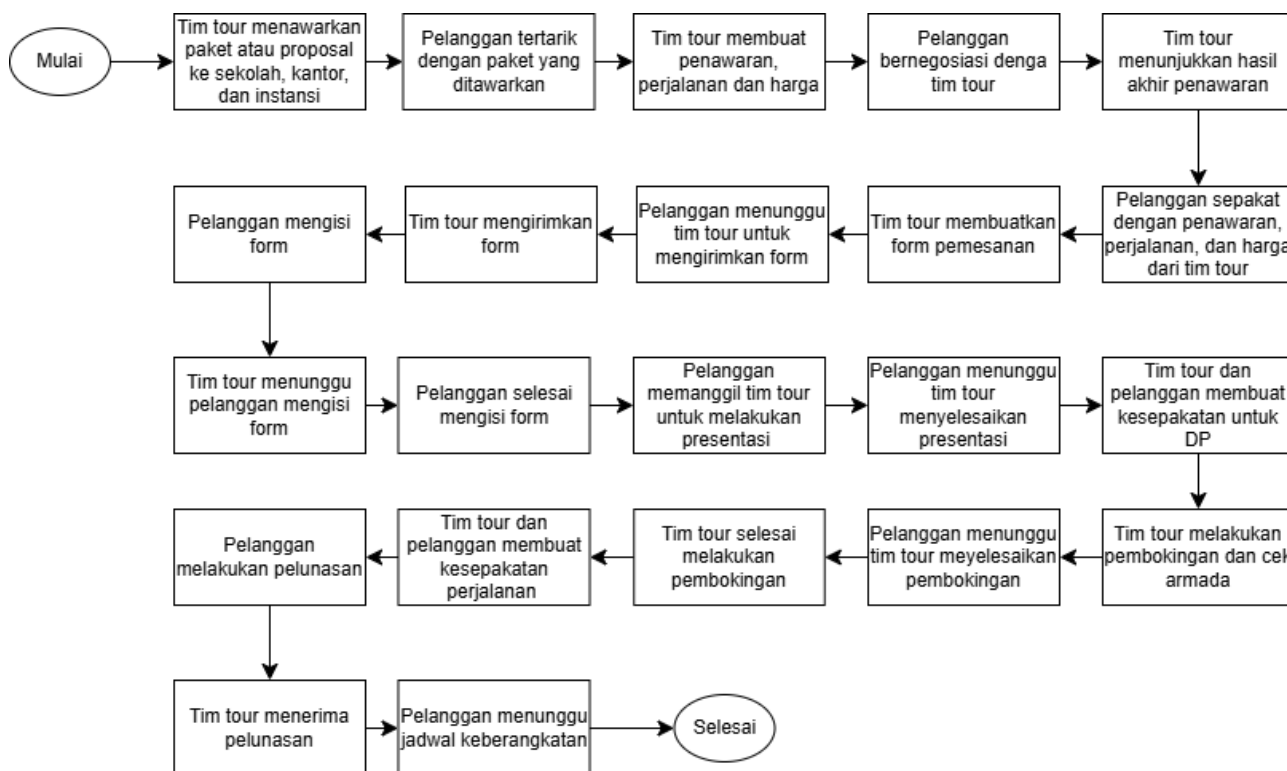 Mulai
Tim tour menawarkan
paket atau proposal
ke sekolah, kantor,
dan instansi
Pelanggan tertarik
dengan paket yang
ditawarkan
Tim tour membuat
penawaran,
perjalanan dan harga
Pelanggan
bernegosiasi denga
tim tour
Tim tour
menunjukkan hasil
akhir penawaran
Pelanggan sepakat
dengan penawaran,
perjalanan, dan harga
dari tim tour
Tim tour membuatkan
form pemesanan
Pelanggan menunggu
tim tour untuk
mengirimkan form
Tim tour mengirimkan
form
Pelanggan mengisi
form
Tim tour menunggu
pelanggan mengisi
form
Pelanggan selesai
mengisi form
Pelanggan
memanggil tim tour
untuk melakukan
presentasi
Pelanggan menunggu
tim tour
menyelesaikan
presentasi
Tim tour dan
pelanggan membuat
kesepakatan untuk
DP
Tim tour melakukan
pembokingan dan cek
armada
Pelanggan menunggu
tim tour meyelesaikan
pembokingan
Tim tour selesai
melakukan
pembokingan
Tim tour dan
pelanggan membuat
kesepakatan
perjalanan
Pelanggan
melakukan pelunasan
Tim tour menerima
pelunasan
Pelanggan menunggu
jadwal keberangkatan
Selesai